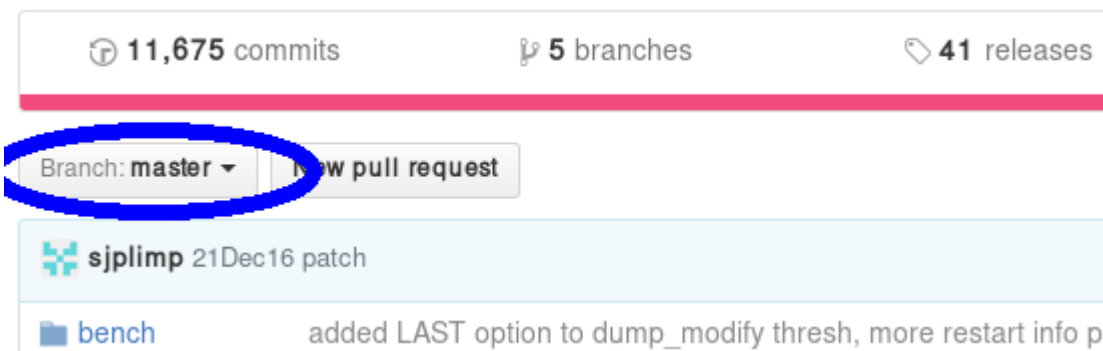 11,675 commits 5 branches 41 releases
Branch: master New pull request
sjplimp 21Dec16 patch
bench added LAST option to dump_modify thresh, more restart info p